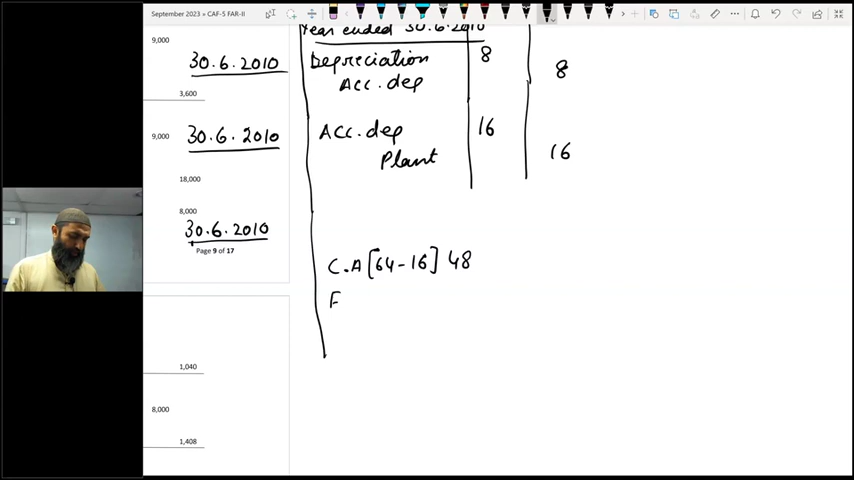 September 2023 » CAF-5 FAR-II
9,000
30.6.2010
3,600
9,000
30.6.2010
18,000
8,000
30.6.2010
Page 9 of 17
1,040
8,000
1,408
Year ended 30.6.2010
Depreciation 8
Acc.dep 8
Acc.dep 16
Plant 16
C.A [64-16] 48
F